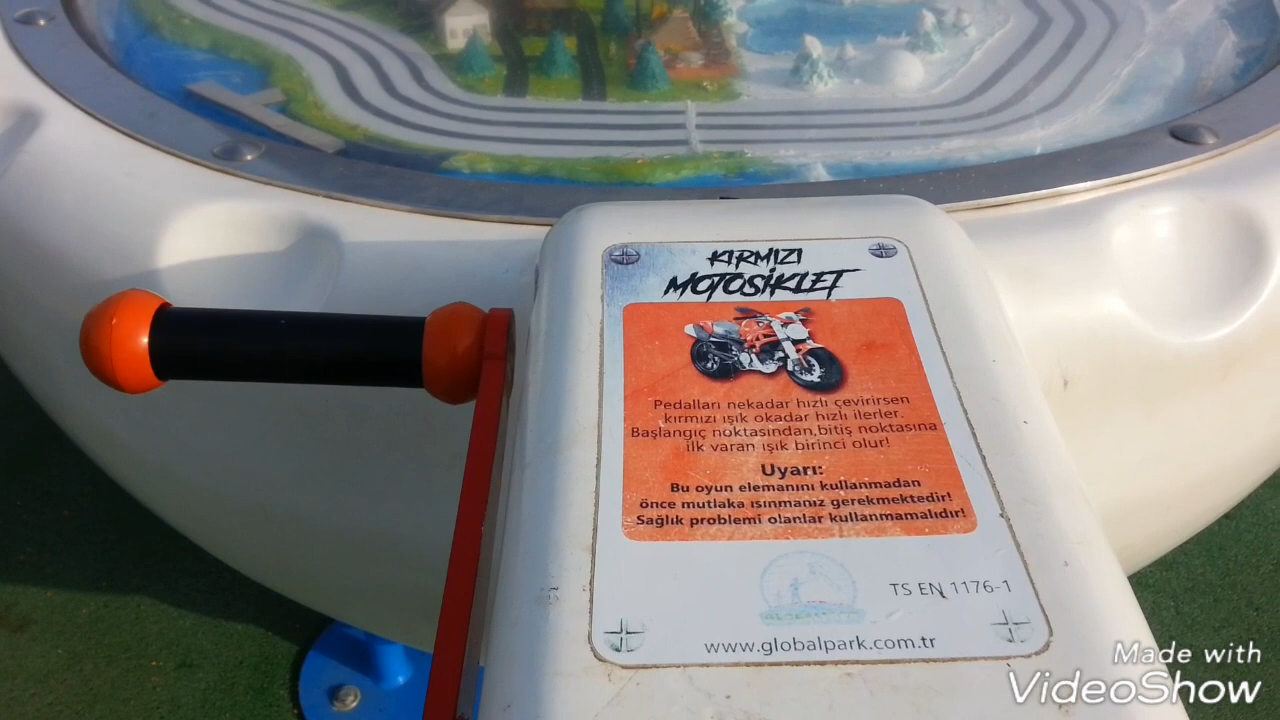 KIRMIZI
MOTOSİKLET
Pedalları nekadar hızlı çevirirsen
kırmızı ışık okadar hızlı ilerler.
Başlangıç noktasından,bitiş noktasına
ilk varan ışık birinci olur!
Uyarı:
Bu oyun elemanını kullanmadan
önce mutlaka ısınmanız gerekmektedir!
Sağlık problemi olanlar kullanmamalıdır!
TS EN 1176-1
www.globalpark.com.tr
Made with
VideoShow